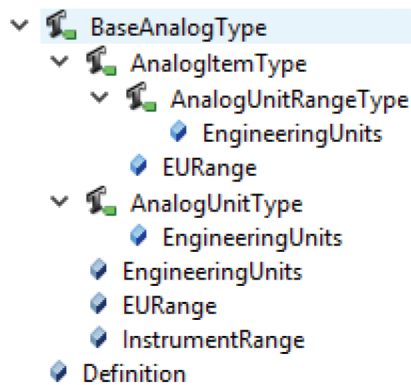 BaseAnalogType
AnalogItemType
AnalogUnitRangeType
EngineeringUnits
EURange
AnalogUnitType
EngineeringUnits
EngineeringUnits
EURange
InstrumentRange
Definition